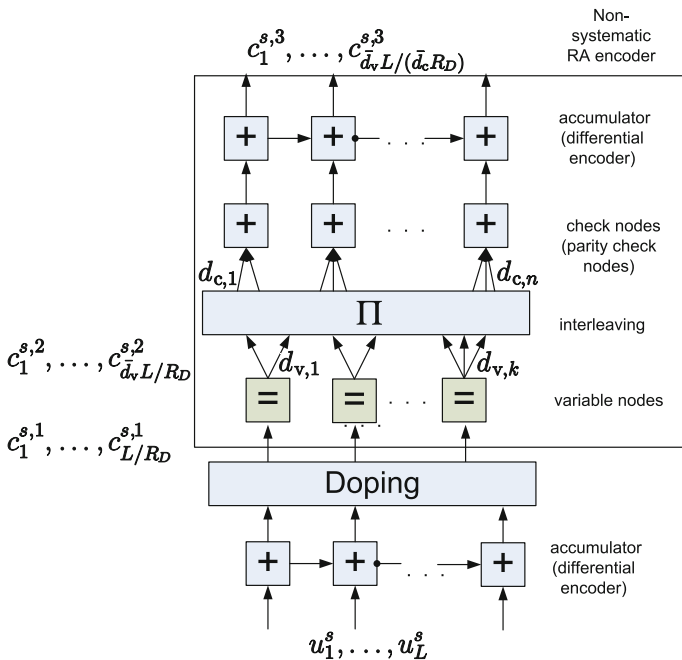 Non-
systematic
RA encoder
c_1^{s,3}, . . . , c_{\bar{d}_v L/(\bar{d}_c R_D)}^{s,3}
accumulator
(differential
encoder)
+ + . . . +
check nodes
(parity check
nodes)
+ + . . . +
d_{c,1} d_{c,n}
Π
interleaving
c_1^{s,2}, . . . , c_{\bar{d}_v L/R_D}^{s,2}
d_{v,1} d_{v,k}
= = . . . =
variable nodes
. . . .
c_1^{s,1}, . . . , c_{L/R_D}^{s,1}
Doping
accumulator
(differential
encoder)
+ + . . . +
u_1^s, . . . , u_L^s